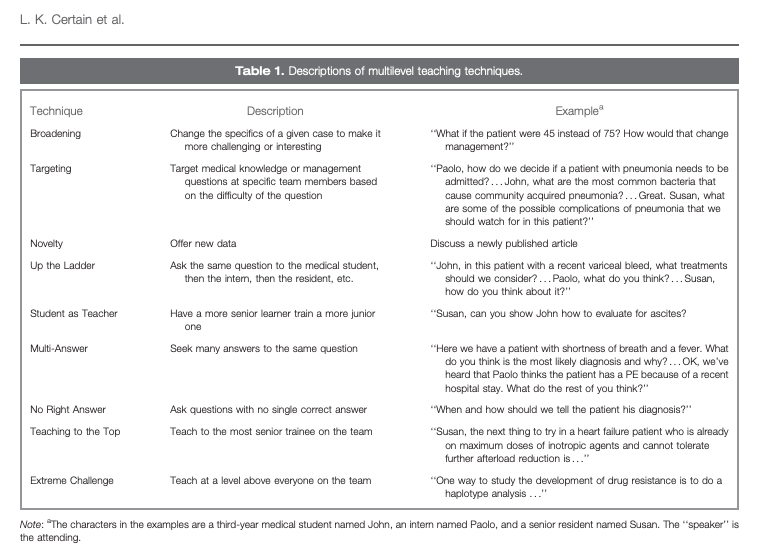 L. K. Certain et al.
Table 1. Descriptions of multilevel teaching techniques.
Technique Description Exampleª
Broadening Change the specifics of a given case to make it more challenging or interesting ‘‘What if the patient were 45 instead of 75? How would that change management?’’
Targeting Target medical knowledge or management questions at specific team members based on the difficulty of the question ‘‘Paolo, how do we decide if a patient with pneumonia needs to be admitted? . . . John, what are the most common bacteria that cause community acquired pneumonia? . . . Great. Susan, what are some of the possible complications of pneumonia that we should watch for in this patient?’’
Novelty Offer new data Discuss a newly published article
Up the Ladder Ask the same question to the medical student, then the intern, then the resident, etc. ‘‘John, in this patient with a recent variceal bleed, what treatments should we consider? . . . Paolo, what do you think? . . . Susan, how do you think about it?’’
Student as Teacher Have a more senior learner train a more junior one ‘‘Susan, can you show John how to evaluate for ascites?
Multi-Answer Seek many answers to the same question ‘‘Here we have a patient with shortness of breath and a fever. What do you think is the most likely diagnosis and why? . . . OK, we’ve heard that Paolo thinks the patient has a PE because of a recent hospital stay. What do the rest of you think?’’
No Right Answer Ask questions with no single correct answer ‘‘When and how should we tell the patient his diagnosis?’’
Teaching to the Top Teach to the most senior trainee on the team ‘‘Susan, the next thing to try in a heart failure patient who is already on maximum doses of inotropic agents and cannot tolerate further afterload reduction is . . .’’
Extreme Challenge Teach at a level above everyone on the team ‘‘One way to study the development of drug resistance is to do a haplotype analysis . . .’’
Note: ªThe characters in the examples are a third-year medical student named John, an intern named Paolo, and a senior resident named Susan. The ‘‘speaker’’ is
the attending.